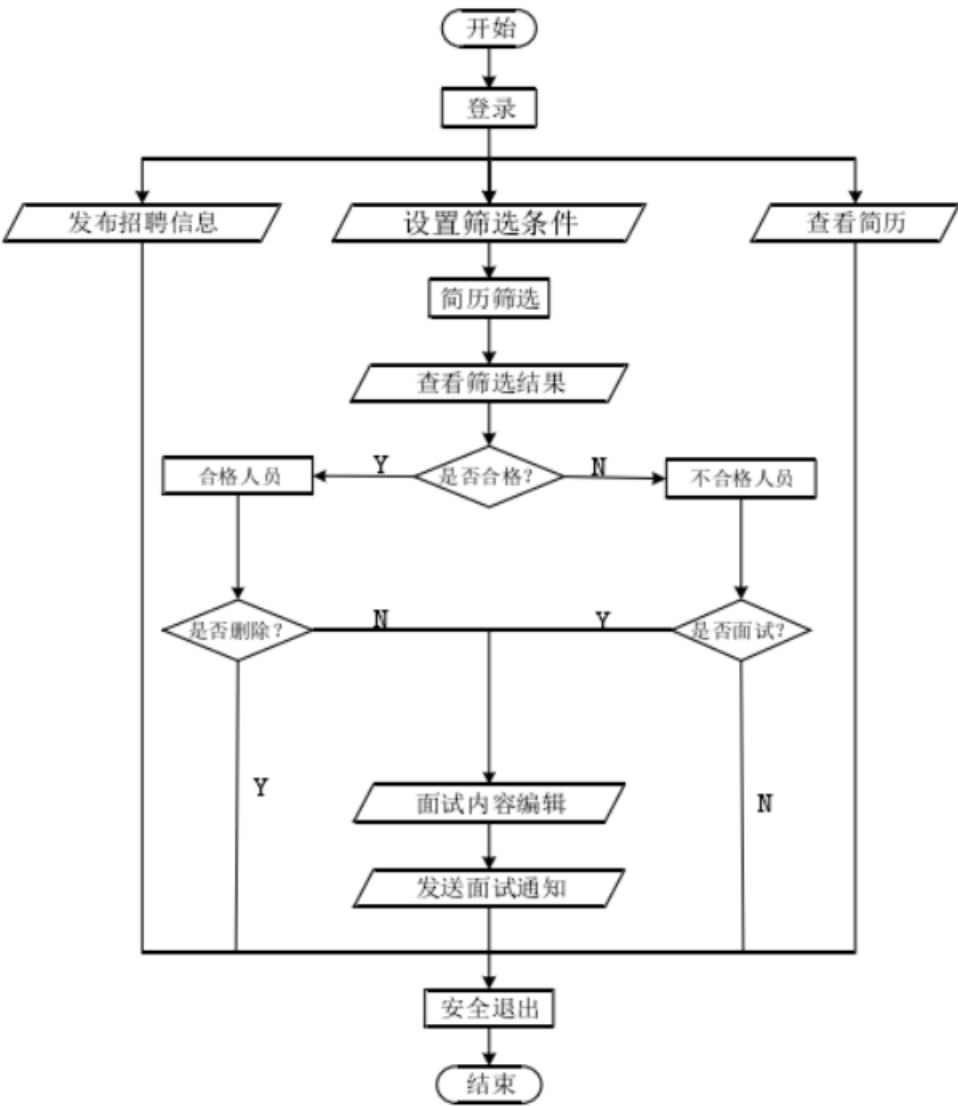 开始
登录
发布招聘信息
设置筛选条件
查看简历
简历筛选
查看筛选结果
合格人员
Y
是否合格?
N
不合格人员
是否删除?
N
Y
是否面试?
Y
面试内容编辑
N
发送面试通知
安全退出
结束